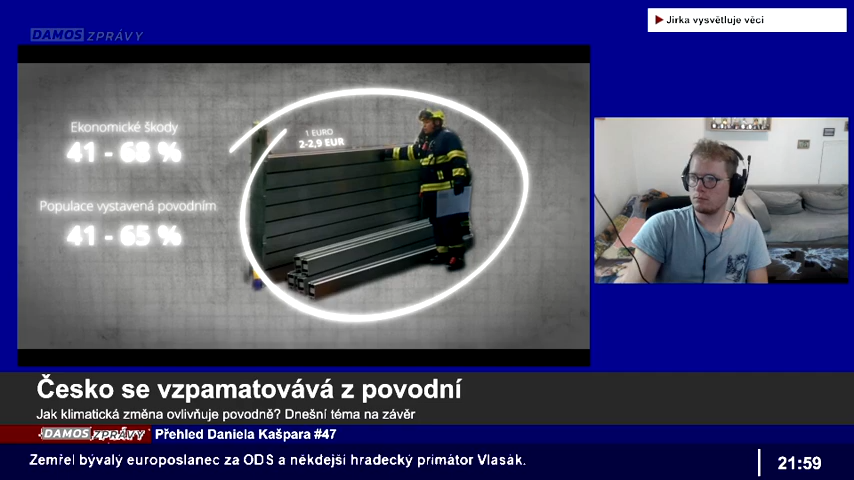 DAMOS ZPRÁVY
Jirka vysvětluje věci
Ekonomické škody
41 - 68 %
Populace vystavená povodním
41 - 65 %
1 EURO
2-2,9 EUR
Česko se vzpamatovává z povodní
Jak klimatická změna ovlivňuje povodně? Dnešní téma na závěr
DAMOS ZPRÁVY Přehled Daniela Kašpara #47
Zemřel bývalý europoslanec za ODS a někdejší hradecký primátor Vlasák.
21:59